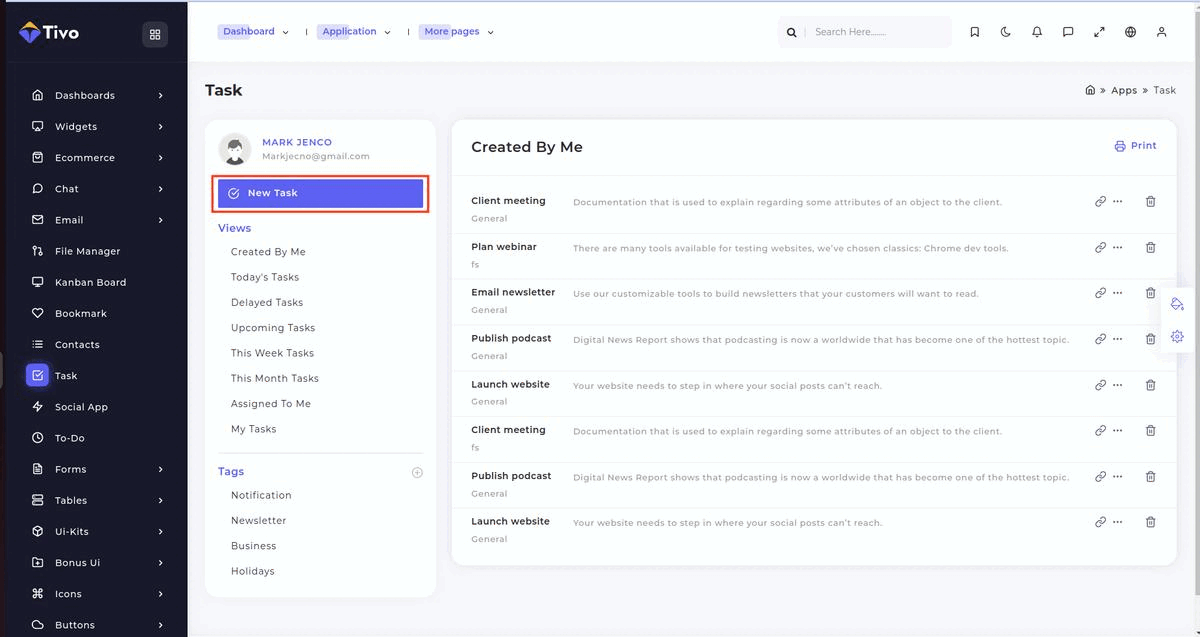 Tivo
Dashboards
Widgets
Ecommerce
Chat
Email
File Manager
Kanban Board
Bookmark
Contacts
Task
Social App
To-Do
Forms
Tables
Ui-Kits
Bonus Ui
Icons
Buttons
Dashboard | Application | More pages
Search Here........
Task
» Apps » Task
MARK JENCO
Markjecno@gmail.com
New Task
Views
Created By Me
Today's Tasks
Delayed Tasks
Upcoming Tasks
This Week Tasks
This Month Tasks
Assigned To Me
My Tasks
Tags
Notification
Newsletter
Business
Holidays
Created By Me
Print
Client meeting Documentation that is used to explain regarding some attributes of an object to the client.
General
Plan webinar There are many tools available for testing websites, we’ve chosen classics: Chrome dev tools.
fs
Email newsletter Use our customizable tools to build newsletters that your customers will want to read.
General
Publish podcast Digital News Report shows that podcasting is now a worldwide that has become one of the hottest topic.
General
Launch website Your website needs to step in where your social posts can’t reach.
General
Client meeting Documentation that is used to explain regarding some attributes of an object to the client.
fs
Publish podcast Digital News Report shows that podcasting is now a worldwide that has become one of the hottest topic.
General
Launch website Your website needs to step in where your social posts can’t reach.
General